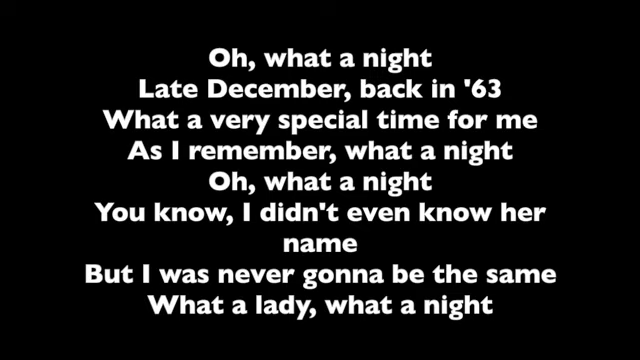 Oh, what a night
Late December, back in '63
What a very special time for me
As I remember, what a night
Oh, what a night
You know, I didn't even know her
name
But I was never gonna be the same
What a lady, what a night